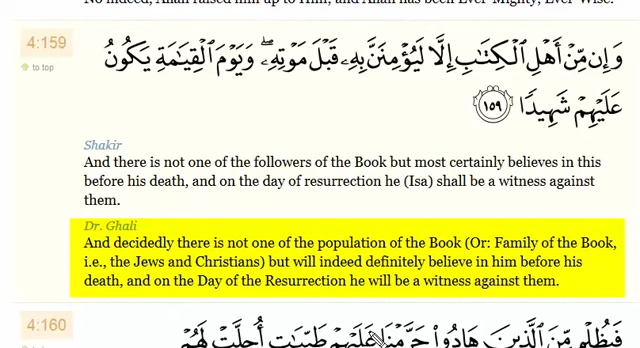 No indeed, Allah raised him up to Him, and Allah has been Ever-Mighty, Ever-Wise.
4:159
to top
وَإِن مِّنْ أَهْلِ ٱلْكِتَـٰبِ إِلَّا لَيُؤْمِنَنَّ بِهِۦ قَبْلَ مَوْتِهِۦ ۖ وَيَوْمَ ٱلْقِيَـٰمَةِ يَكُونُ
عَلَيْهِمْ شَهِيدًا ١٥٩
Shakir
And there is not one of the followers of the Book but most certainly believes in this
before his death, and on the day of resurrection he (Isa) shall be a witness against
them.
Dr. Ghali
And decidedly there is not one of the population of the Book (Or: Family of the Book,
i.e., the Jews and Christians) but will indeed definitely believe in him before his
death, and on the Day of the Resurrection he will be a witness against them.
4:160
فَبِظُلْمٍ مِّنَ ٱلَّذِينَ هَادُوا۟ حَرَّمْنَا عَلَيْهِمْ طَيِّبَـٰتٍ أُحِلَّتْ لَهُمْ